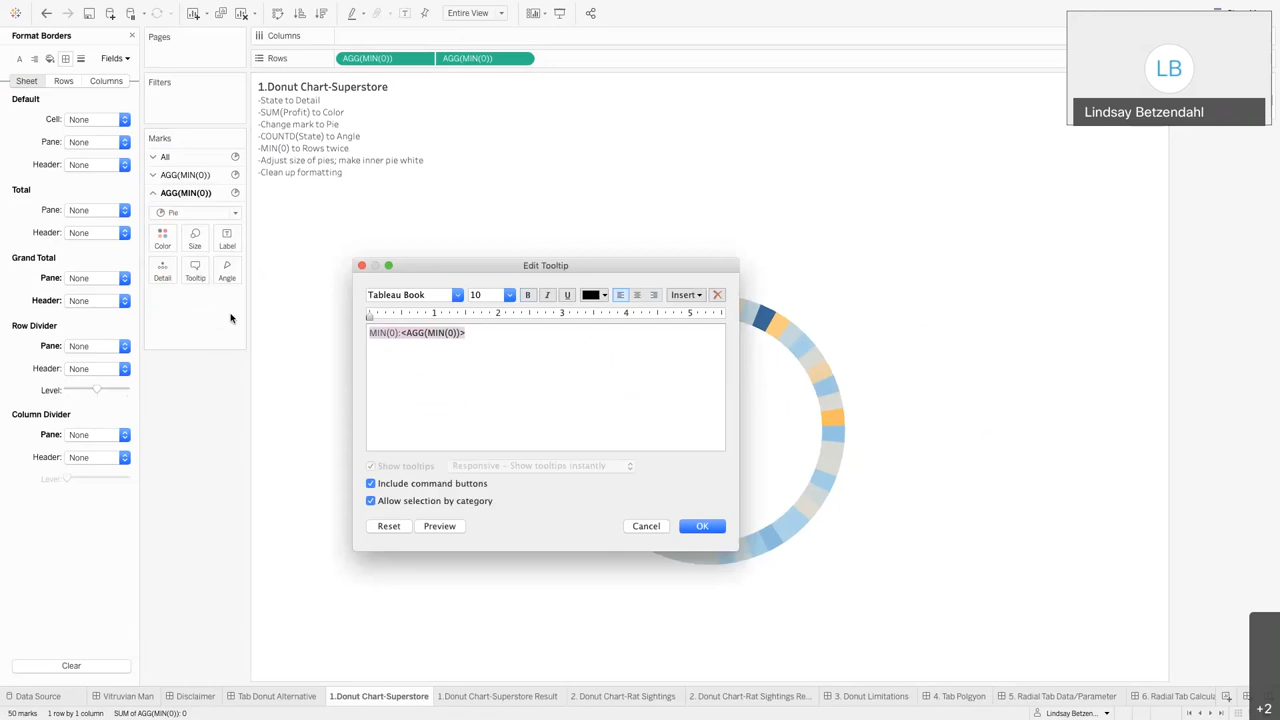 Entire View
Format Borders
Fields
Sheet
Rows
Columns
Default
Cell: None
Pane: None
Header: None
Total
Pane: None
Header: None
Grand Total
Pane: None
Header: None
Row Divider
Pane: None
Header: None
Level:
Column Divider
Pane: None
Header: None
Level:
Clear
Pages
Filters
Marks
All
AGG(MIN(0))
AGG(MIN(0))
Pie
Color
Size
Label
Detail
Tooltip
Angle
Columns
Rows
AGG(MIN(0))
AGG(MIN(0))
1.Donut Chart-Superstore
-State to Detail
-SUM(Profit) to Color
-Change mark to Pie
-COUNTD(State) to Angle
-MIN(0) to Rows twice
-Adjust size of pies; make inner pie white
-Clean up formatting
Edit Tooltip
Tableau Book
10
B
I
U
Insert
1
2
3
4
5
MIN(0):<AGG(MIN(0))>
Show tooltips
Responsive - Show tooltips instantly
Include command buttons
Allow selection by category
Reset
Preview
Cancel
OK
LB
Lindsay Betzendahl
+2
Data Source
Vitruvian Man
Disclaimer
Tab Donut Alternative
1.Donut Chart-Superstore
1.Donut Chart-Superstore Result
2. Donut Chart-Rat Sightings
2. Donut Chart-Rat Sightings Re...
3. Donut Limitations
4. Tab Polgyon
5. Radial Tab Data/Parameter
6. Radial Tab Calcula
50 marks
1 row by 1 column
SUM of AGG(MIN(0)): 0
Lindsay Betzen...